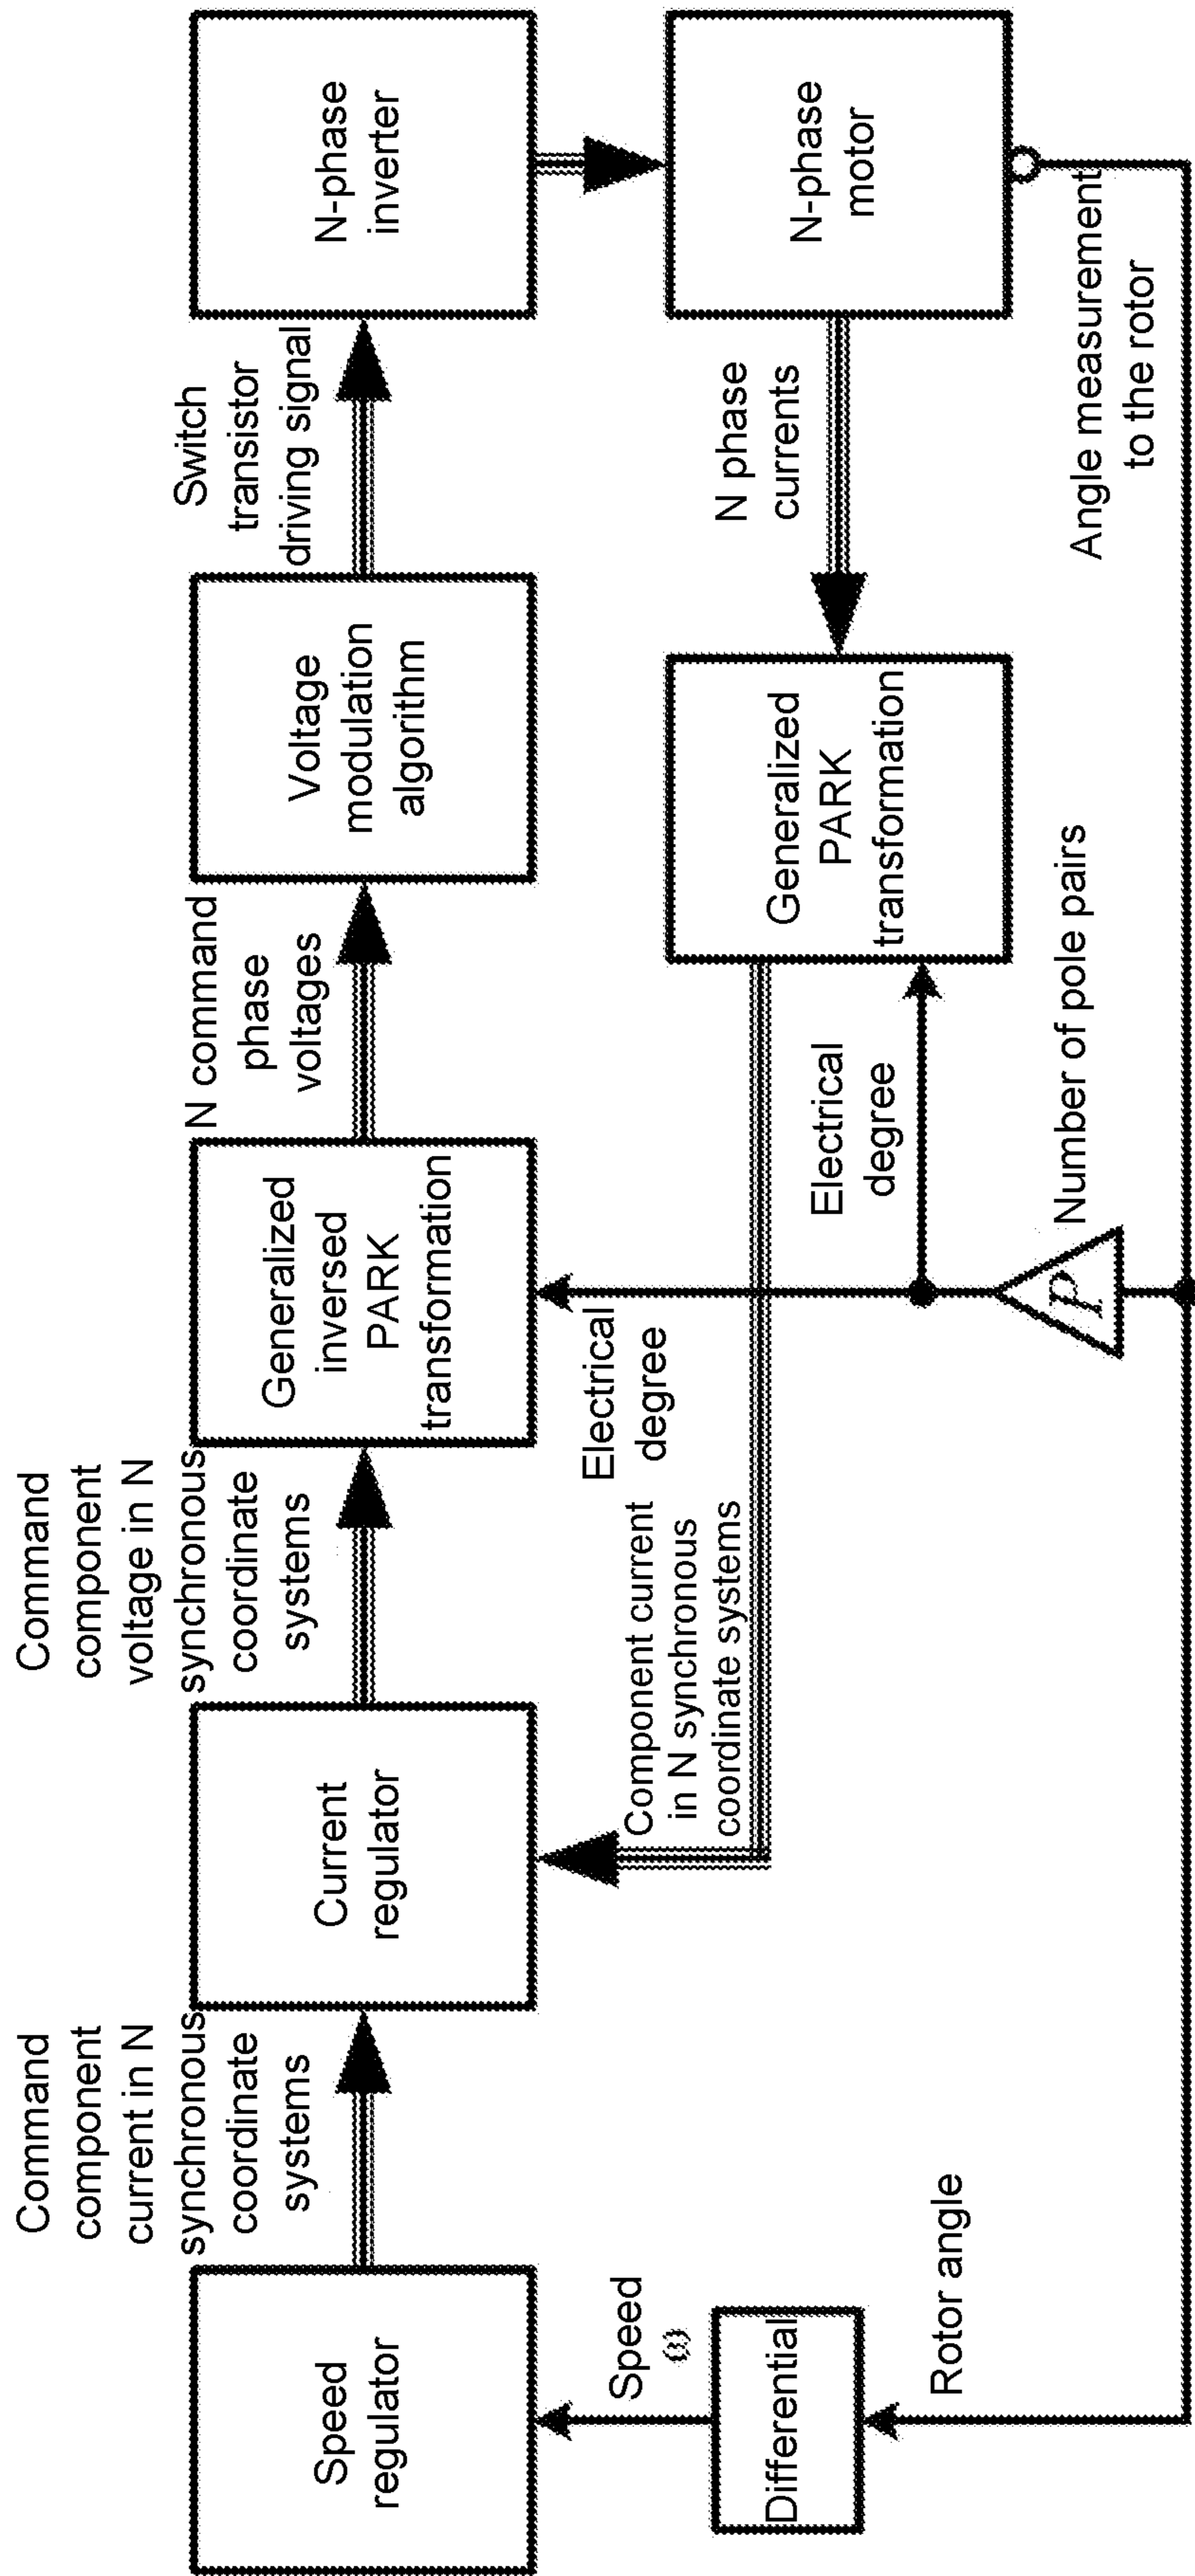 Command
component
current in N
synchronous
coordinate
systems
Command
component
voltage in N
synchronous
coordinate
systems
N command
phase
voltages
Switch
transistor
driving signal
Speed
regulator
Current
regulator
Generalized
inversed
PARK
transformation
Voltage
modulation
algorithm
N-phase
inverter
Speed
ω
Component current
in N synchronous
coordinate systems
Electrical
degree
Electrical
degree
Generalized
PARK
transformation
N phase
currents
N-phase
motor
Differential
Rotor angle
P
Number of pole pairs
Angle measurement
to the rotor